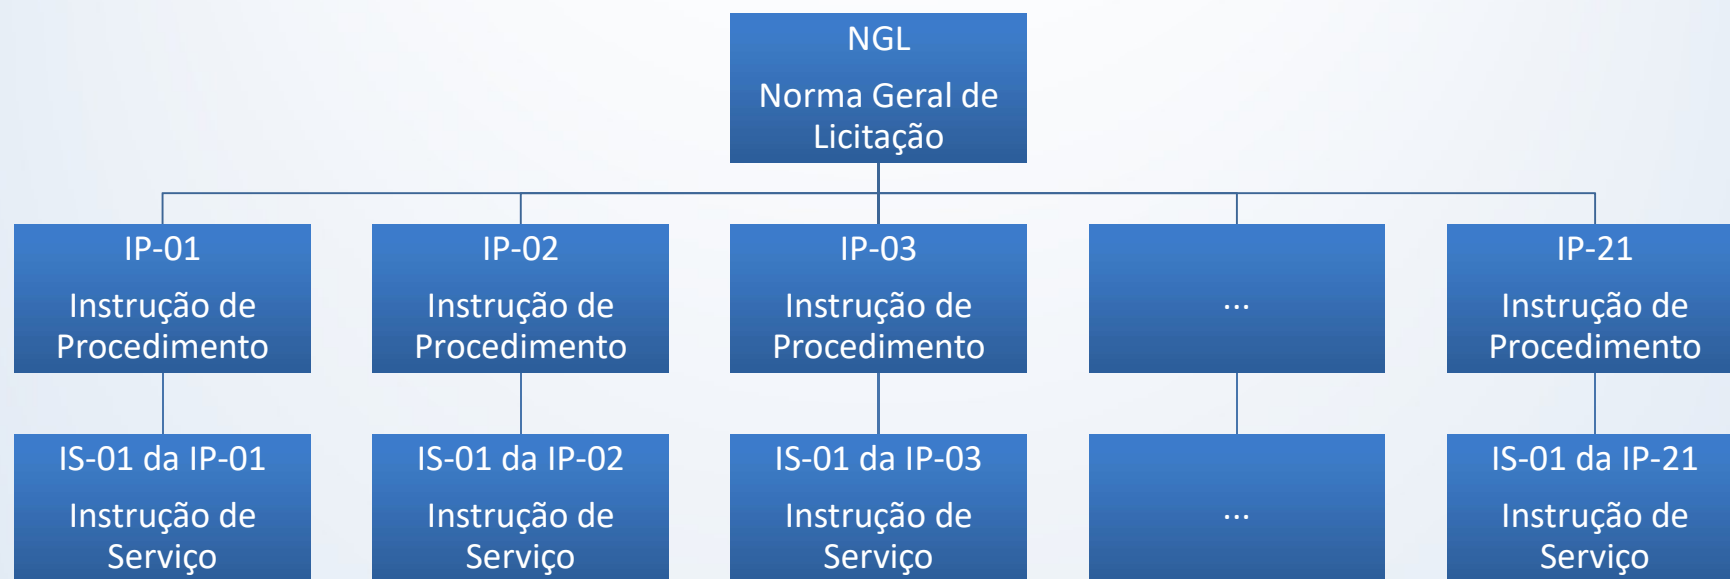 NGL
Norma Geral de
Licitação
IP-01
Instrução de
Procedimento
IP-02
Instrução de
Procedimento
IP-03
Instrução de
Procedimento
...
IP-21
Instrução de
Procedimento
IS-01 da IP-01
Instrução de
Serviço
IS-01 da IP-02
Instrução de
Serviço
IS-01 da IP-03
Instrução de
Serviço
...
IS-01 da IP-21
Instrução de
Serviço